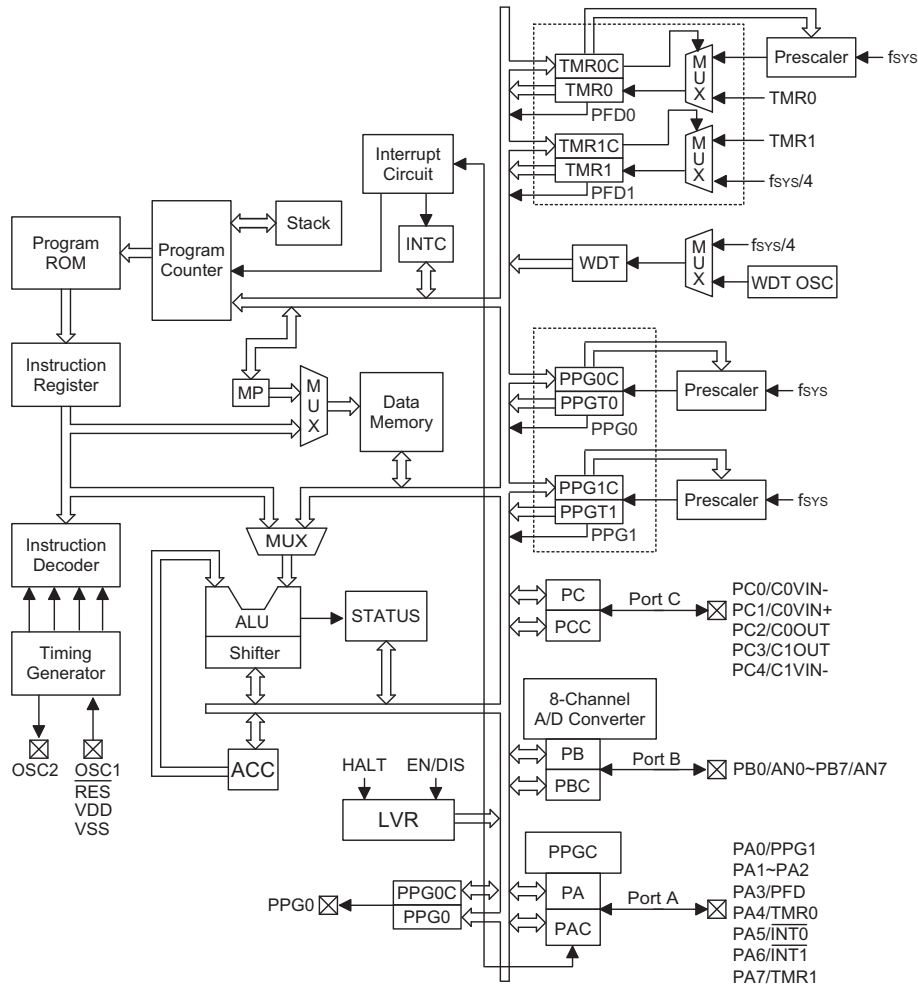 TMR0C
TMR0
PFD0
MUX
Prescaler
fSYS
TMR0
TMR1C
TMR1
PFD1
MUX
TMR1
fSYS/4
Interrupt
Circuit
Stack
INTC
Program
ROM
Program
Counter
WDT
MUX
fSYS/4
WDT OSC
Instruction
Register
MP
MUX
Data
Memory
PPG0C
PPGT0
PPG0
Prescaler
fSYS
PPG1C
PPGT1
PPG1
Prescaler
fSYS
Instruction
Decoder
MUX
ALU
Shifter
STATUS
Timing
Generator
OSC2
OSC1
RES
VDD
VSS
ACC
HALT
EN/DIS
LVR
PC
PCC
Port C
PC0/C0VIN-
PC1/C0VIN+
PC2/C0OUT
PC3/C1OUT
PC4/C1VIN-
8-Channel
A/D Converter
PB
PBC
Port B
PB0/AN0~PB7/AN7
PPG0
PPG0C
PPG0
PPGC
PA
PAC
Port A
PA0/PPG1
PA1~PA2
PA3/PFD
PA4/TMR0
PA5/INT0
PA6/INT1
PA7/TMR1